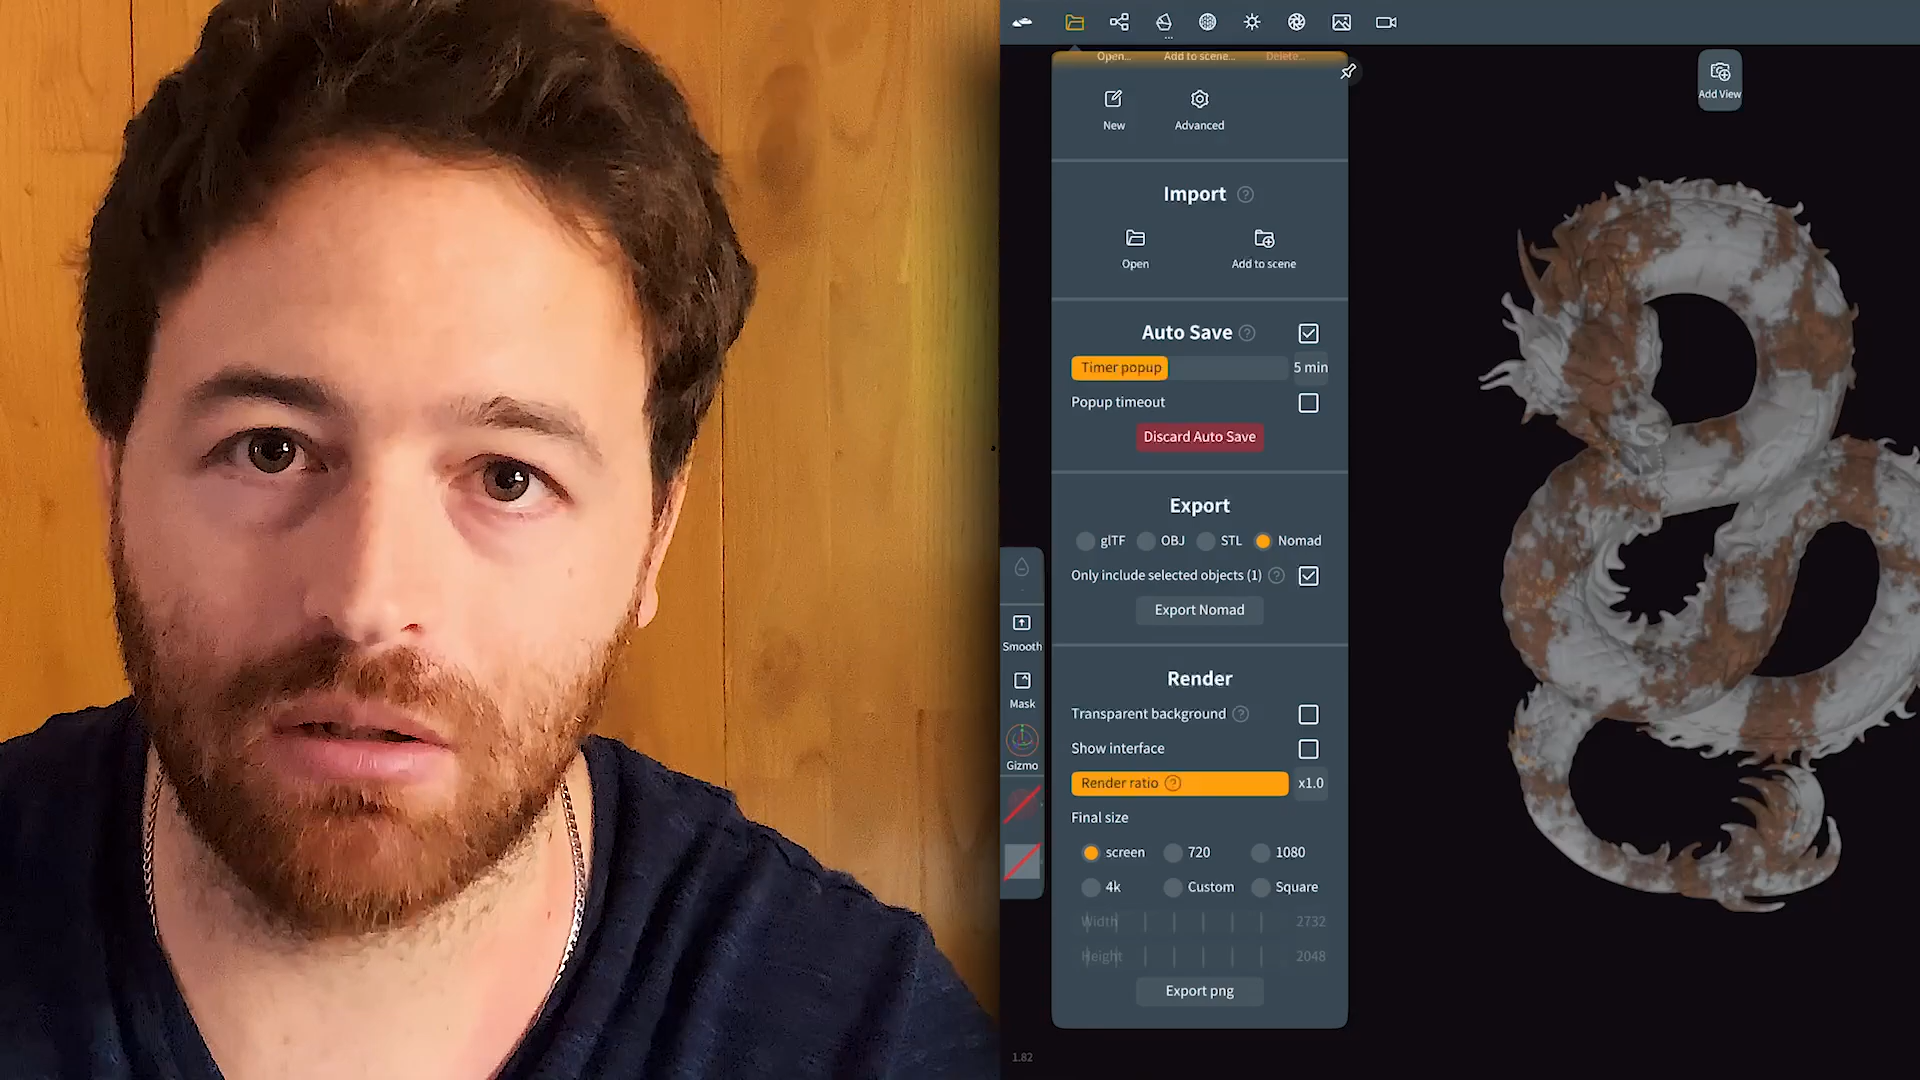 Open... Add to scene... Delete...
New Advanced
Add View
Import
Open Add to scene
Auto Save
Timer popup 5 min
Popup timeout
Discard Auto Save
Export
glTF OBJ STL Nomad
Only include selected objects (1)
Export Nomad
Smooth
Mask
Gizmo
Render
Transparent background
Show interface
Render ratio x1.0
Final size
screen 720 1080
4k Custom Square
Width 2732
Height 2048
Export png
1.82